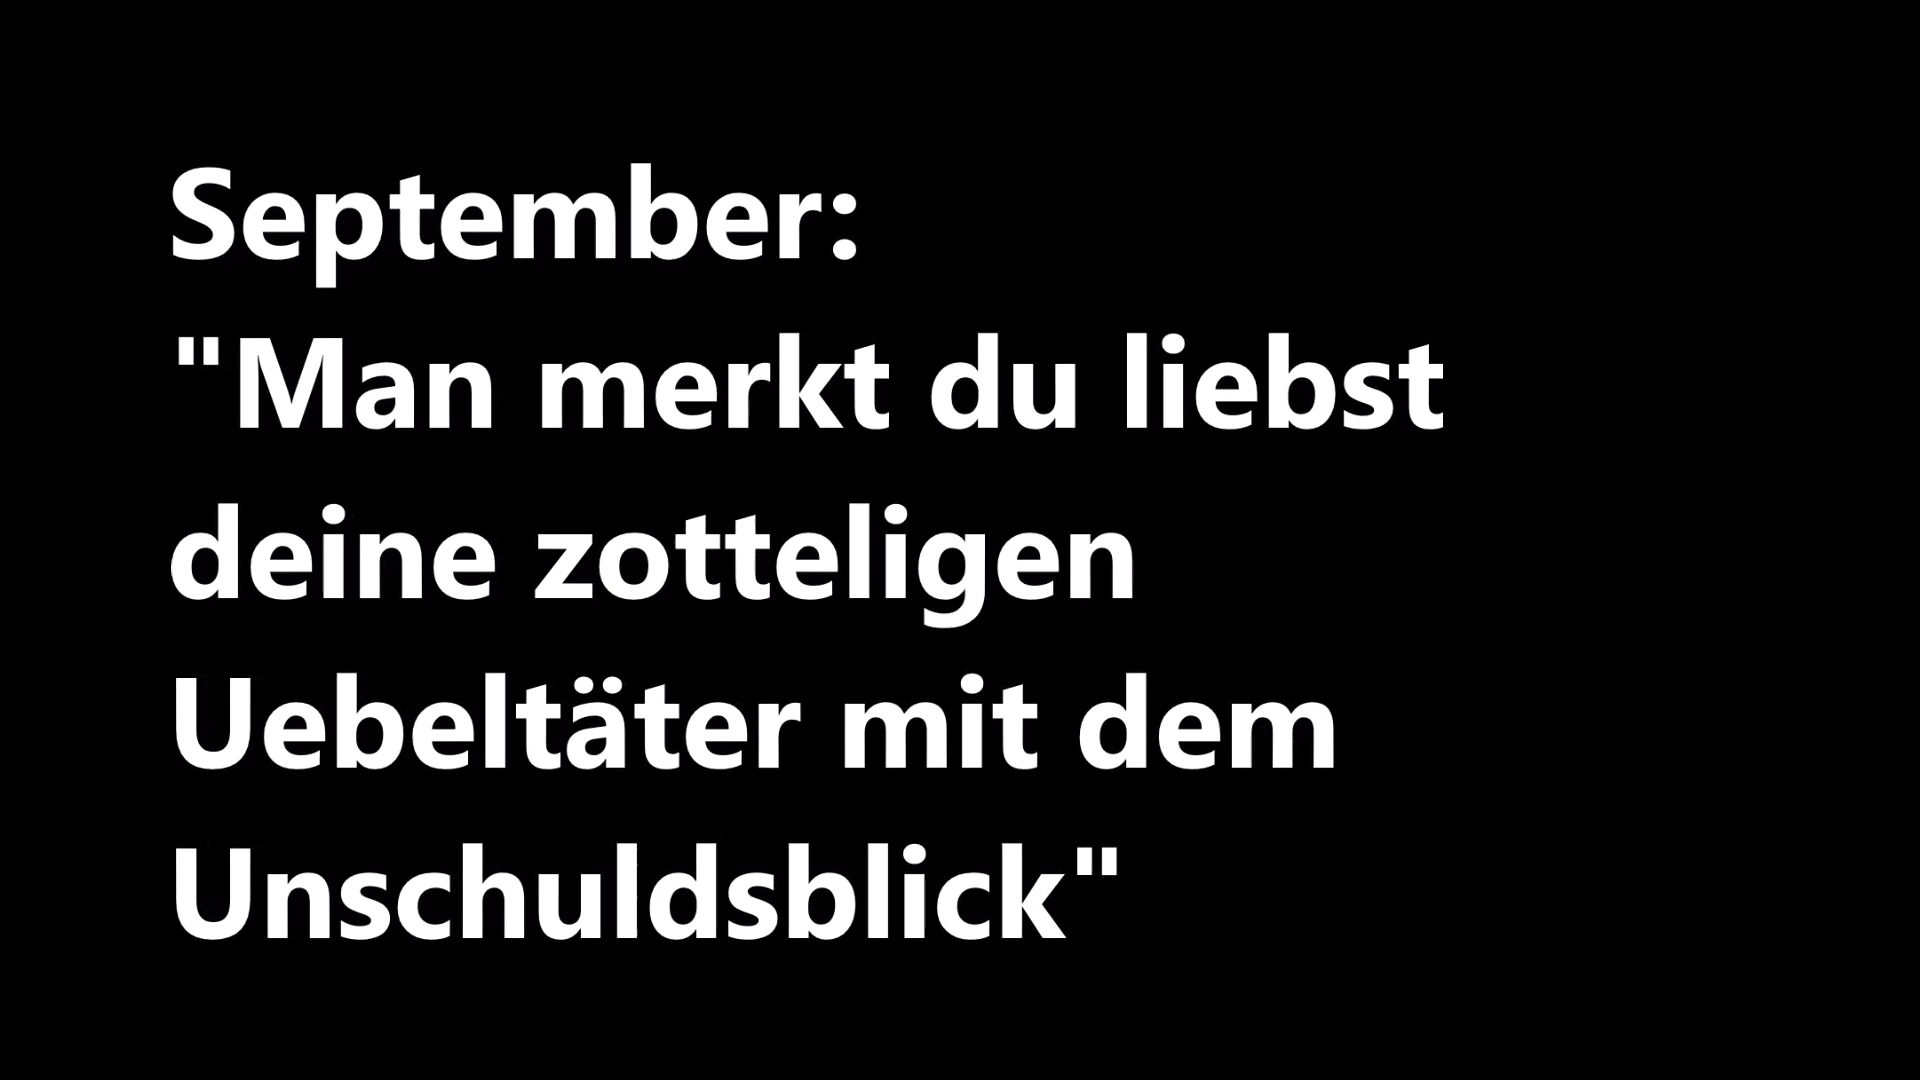 September:
"Man merkt du liebst
deine zotteligen
Uebeltäter mit dem
Unschuldsblick"